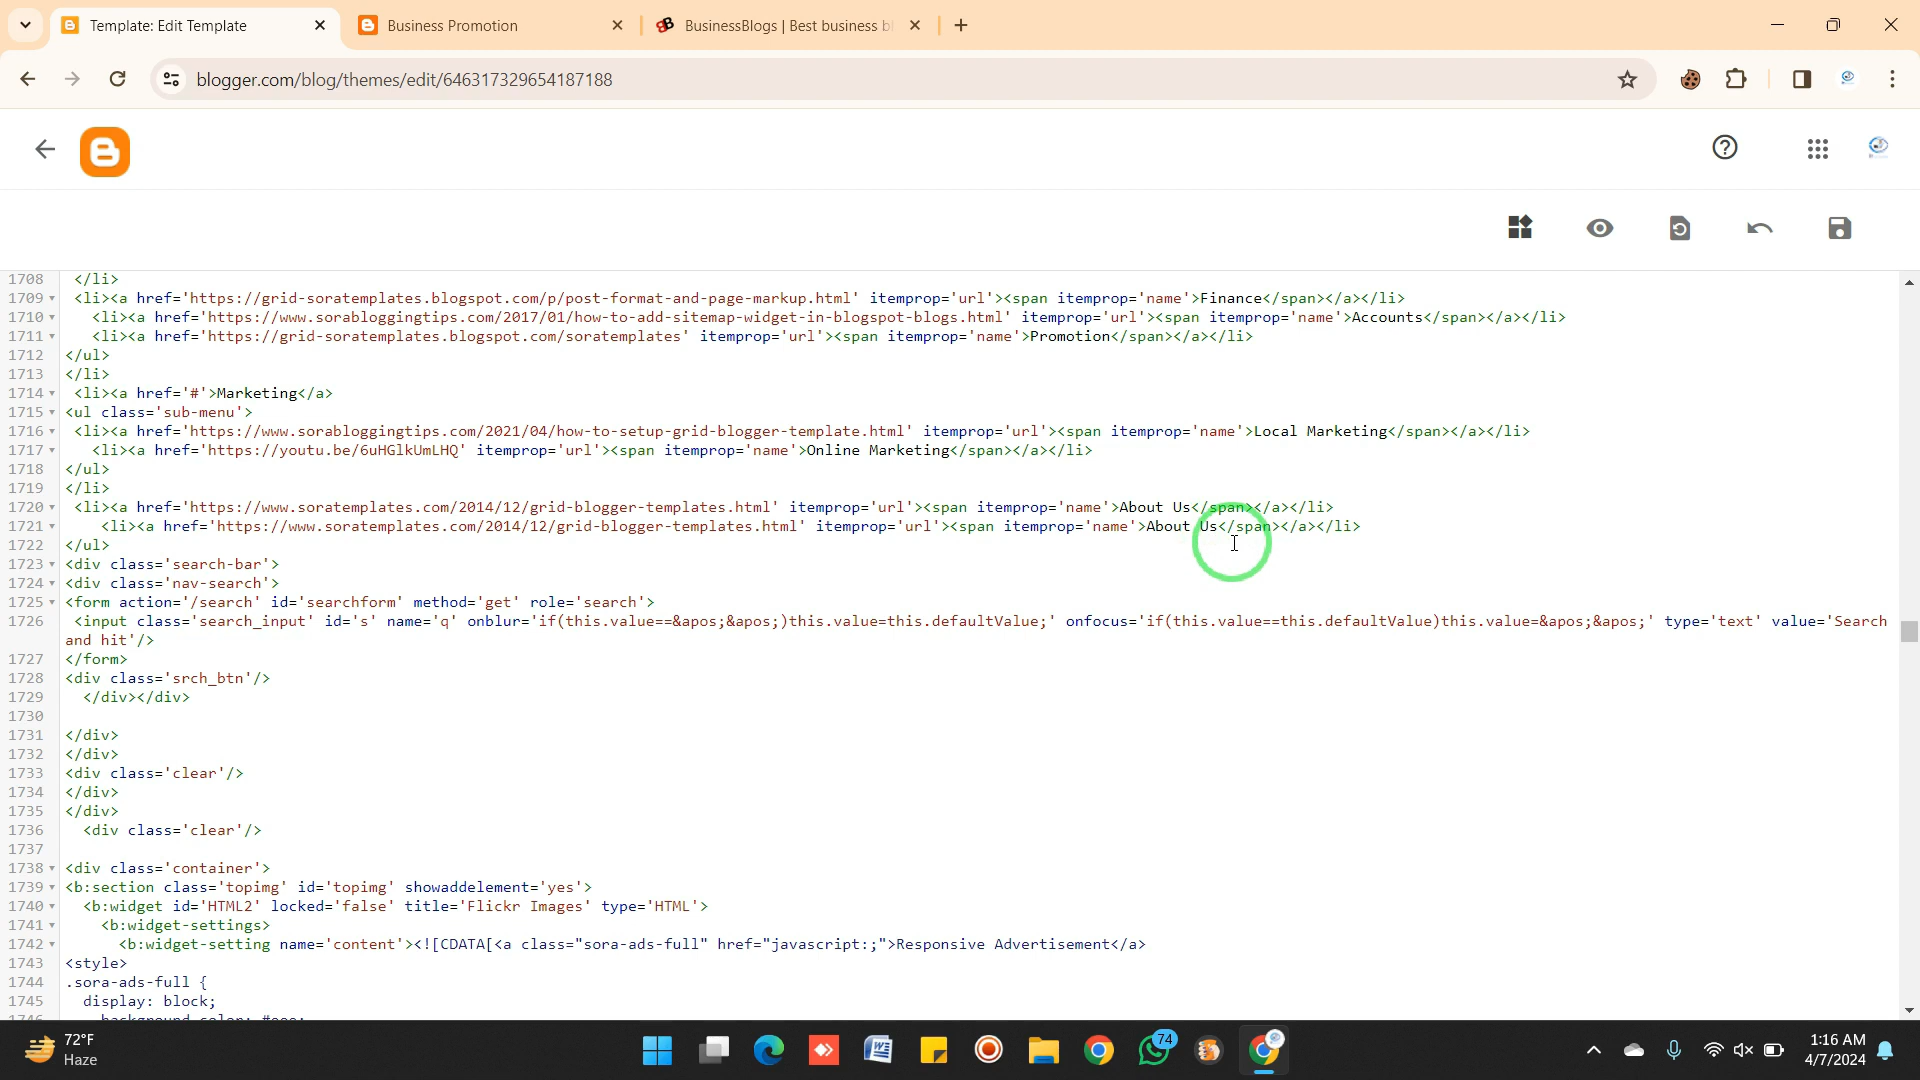 Template: Edit Template
Business Promotion
BusinessBlogs | Best business b
blogger.com/blog/themes/edit/646317329654187188
1708 </li>
1709 <li><a href='https://grid-soratemplates.blogspot.com/p/post-format-and-page-markup.html' itemprop='url'><span itemprop='name'>Finance</span></a></li>
1710 <li><a href='https://www.sorabloggingtips.com/2017/01/how-to-add-sitemap-widget-in-blogspot-blogs.html' itemprop='url'><span itemprop='name'>Accounts</span></a></li>
1711 <li><a href='https://grid-soratemplates.blogspot.com/soratemplates' itemprop='url'><span itemprop='name'>Promotion</span></a></li>
1712 </ul>
1713 </li>
1714 <li><a href='#'>Marketing</a>
1715 <ul class='sub-menu'>
1716 <li><a href='https://www.sorabloggingtips.com/2021/04/how-to-setup-grid-blogger-template.html' itemprop='url'><span itemprop='name'>Local Marketing</span></a></li>
1717 <li><a href='https://youtu.be/6uHGlkUmLHQ' itemprop='url'><span itemprop='name'>Online Marketing</span></a></li>
1718 </ul>
1719 </li>
1720 <li><a href='https://www.soratemplates.com/2014/12/grid-blogger-templates.html' itemprop='url'><span itemprop='name'>About Us</span></a></li>
1721 <li><a href='https://www.soratemplates.com/2014/12/grid-blogger-templates.html' itemprop='url'><span itemprop='name'>About Us</span></a></li>
1722 </ul>
1723 <div class='search-bar'>
1724 <div class='nav-search'>
1725 <form action='/search' id='searchform' method='get' role='search'>
1726 <input class='search_input' id='s' name='q' onblur='if(this.value==&apos;&apos;)this.value=this.defaultValue;' onfocus='if(this.value==this.defaultValue)this.value=&apos;&apos;' type='text' value='Search
and hit'/>
1727 </form>
1728 <div class='srch_btn'/>
1729 </div></div>
1730
1731 </div>
1732 </div>
1733 <div class='clear'/>
1734 </div>
1735 </div>
1736 <div class='clear'/>
1737
1738 <div class='container'>
1739 <b:section class='topimg' id='topimg' showaddelement='yes'>
1740 <b:widget id='HTML2' locked='false' title='Flickr Images' type='HTML'>
1741 <b:widget-settings>
1742 <b:widget-setting name='content'><![CDATA[<a class="sora-ads-full" href="javascript:;">Responsive Advertisement</a>
1743 <style>
1744 .sora-ads-full {
1745 display: block;
1746 background-color: #eee;
72°F
Haze
74
1:16 AM
4/7/2024